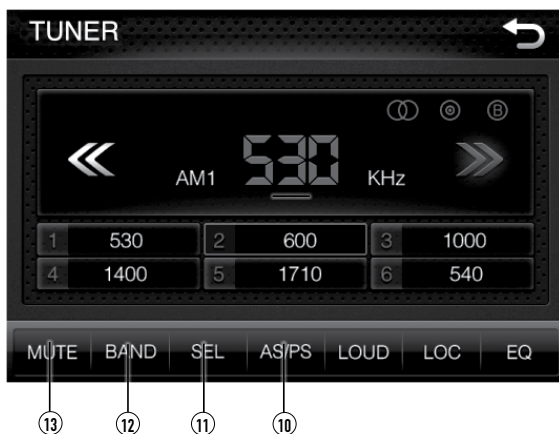 TUNER
B
AM1 530 KHz
1 530 2 600 3 1000
4 1400 5 1710 6 540
MUTE BAND SEL AS/PS LOUD LOC EQ
13 12 11 10